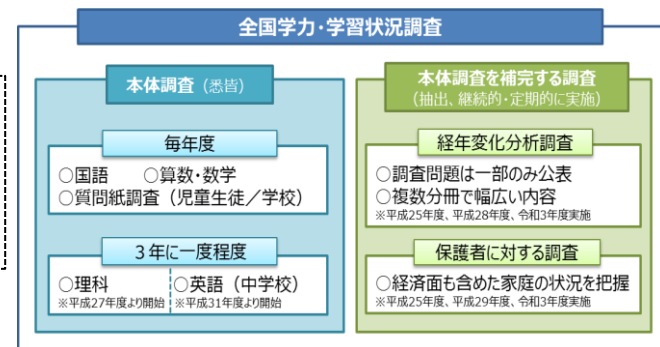 全国学力・学習状況調査
本体調査（悉皆）
毎年度
○国語　○算数・数学
○質問紙調査（児童生徒／学校）
３年に一度程度
○理科
※平成27年度より開始
○英語（中学校）
※平成31年度より開始
本体調査を補完する調査
（抽出、継続的・定期的に実施）
経年変化分析調査
○調査問題は一部のみ公表
○複数分冊で幅広い内容
※平成25年度、平成28年度、令和3年度実施
保護者に対する調査
○経済面も含めた家庭の状況を把握
※平成25年度、平成29年度、令和3年度実施